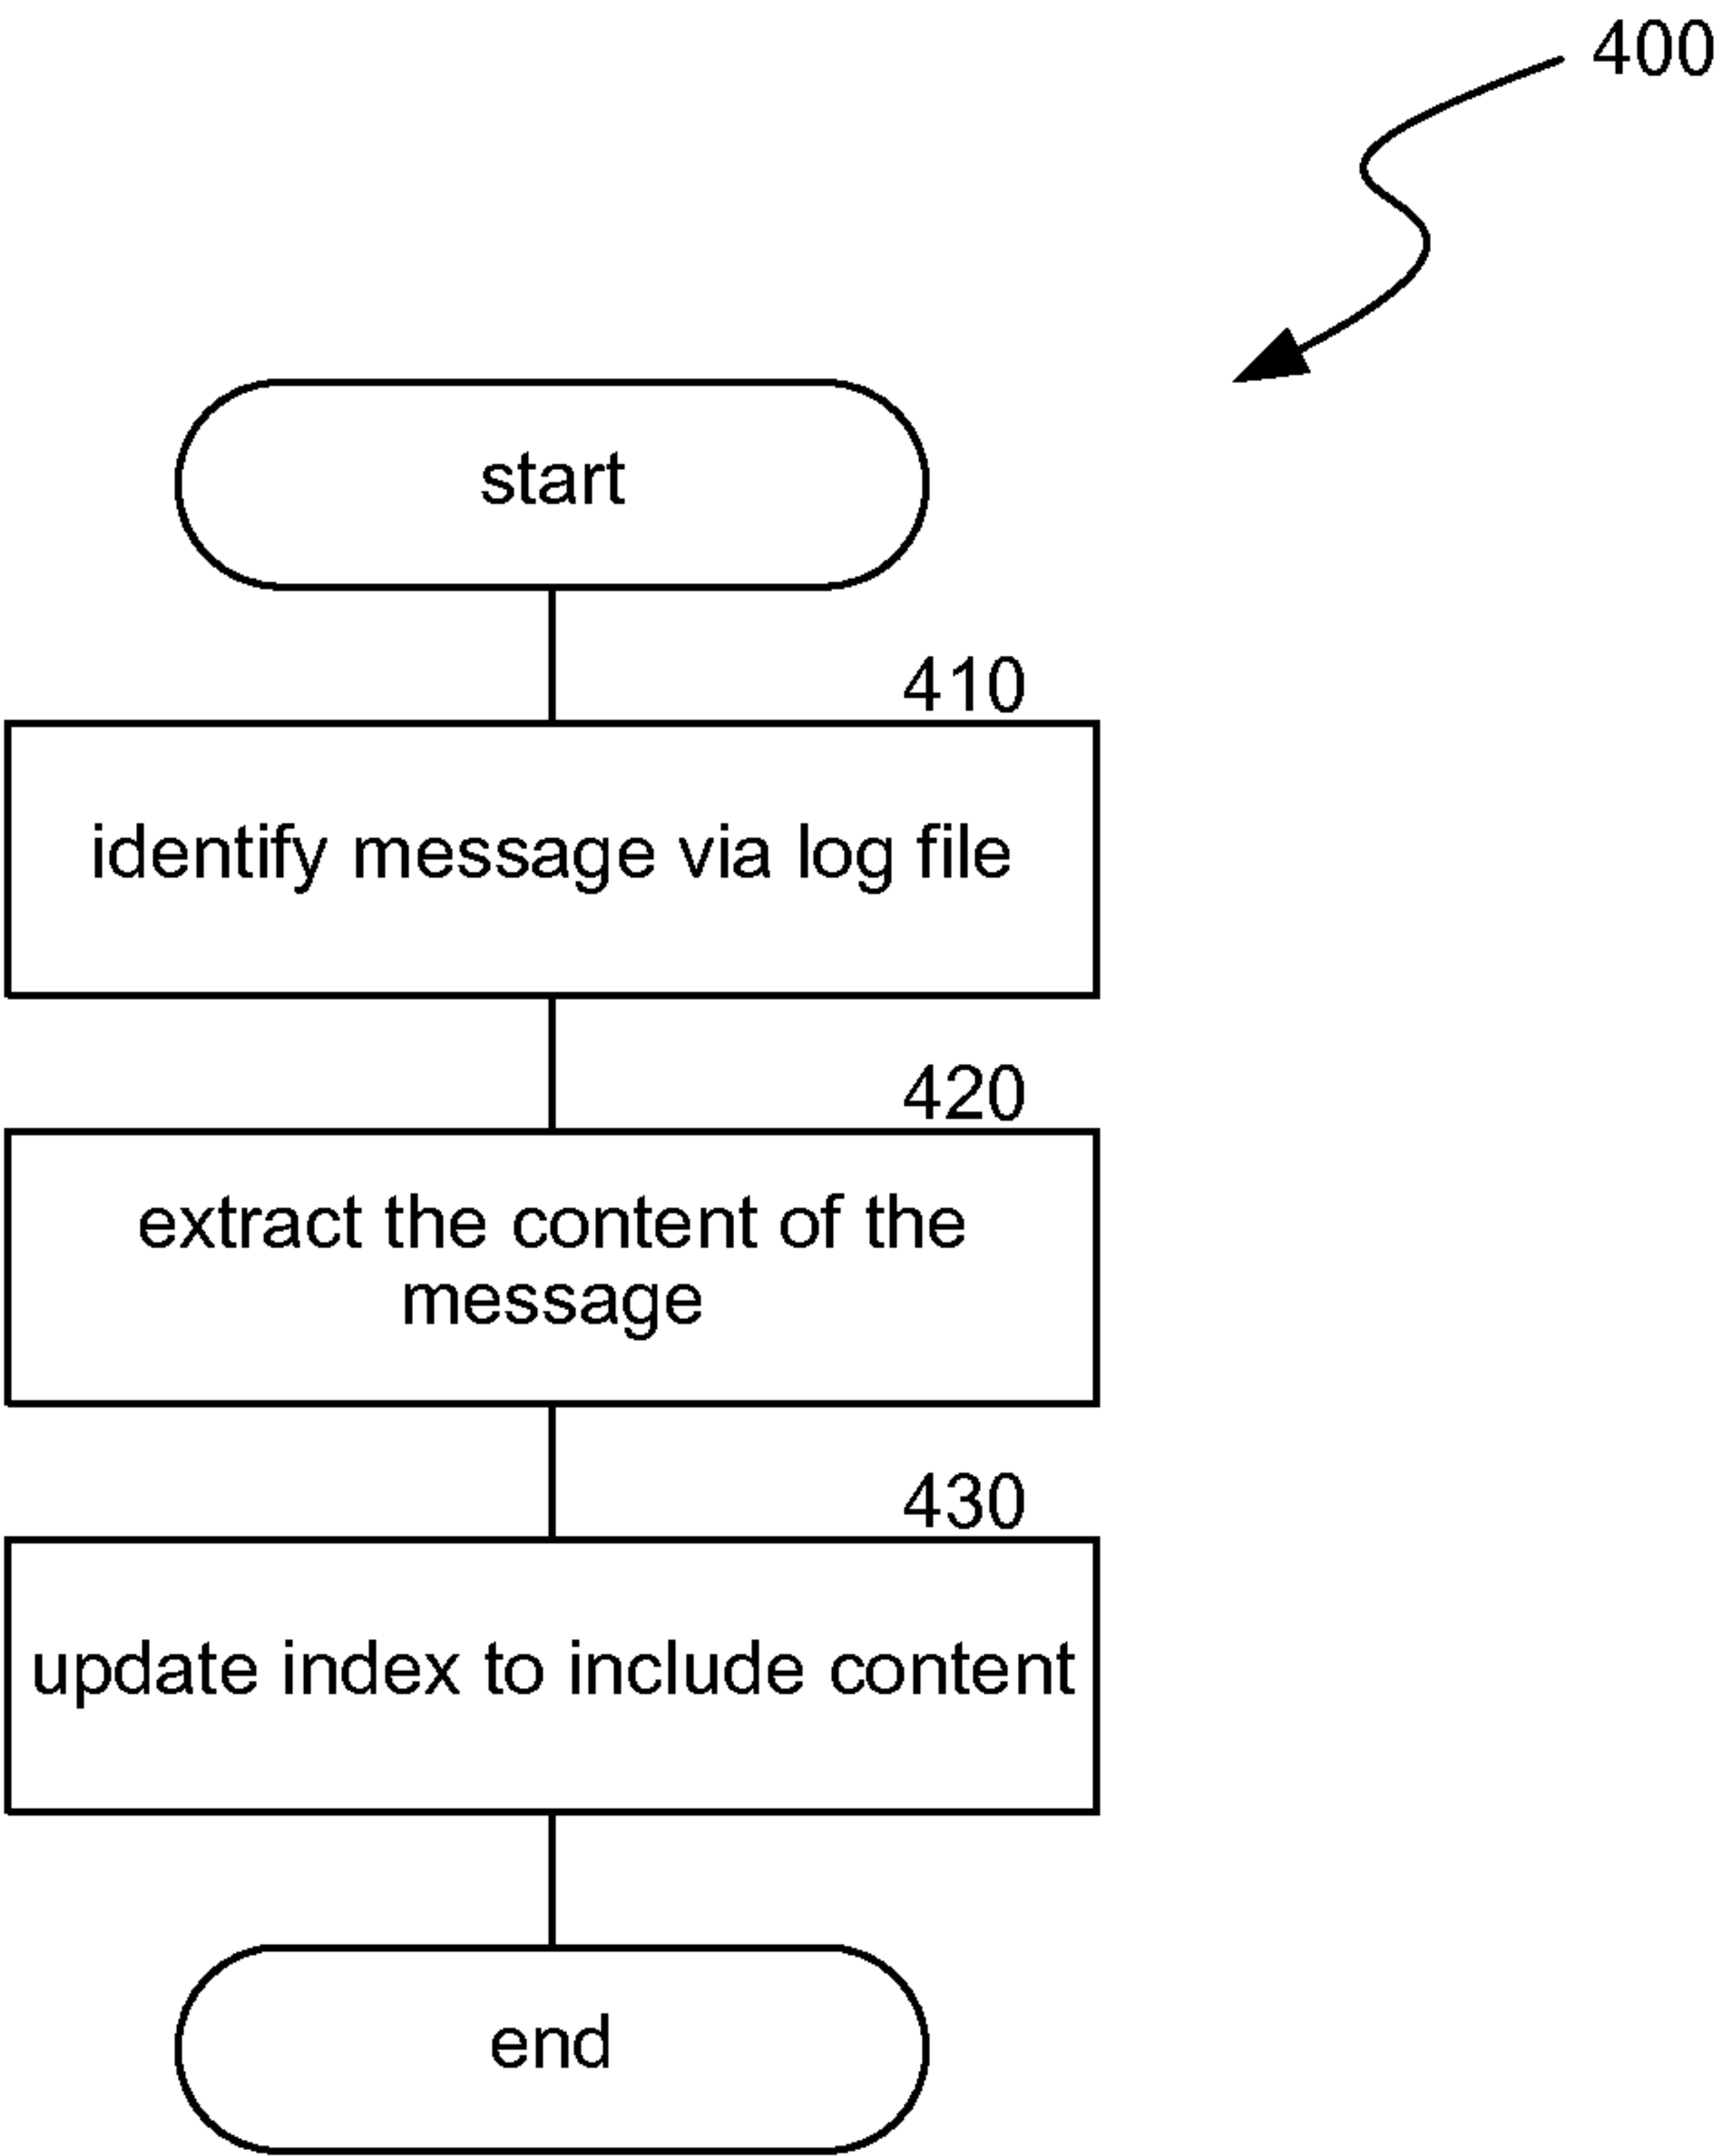 400
start
410
identify message via log file
420
extract the content of the
message
430
update index to include content
end